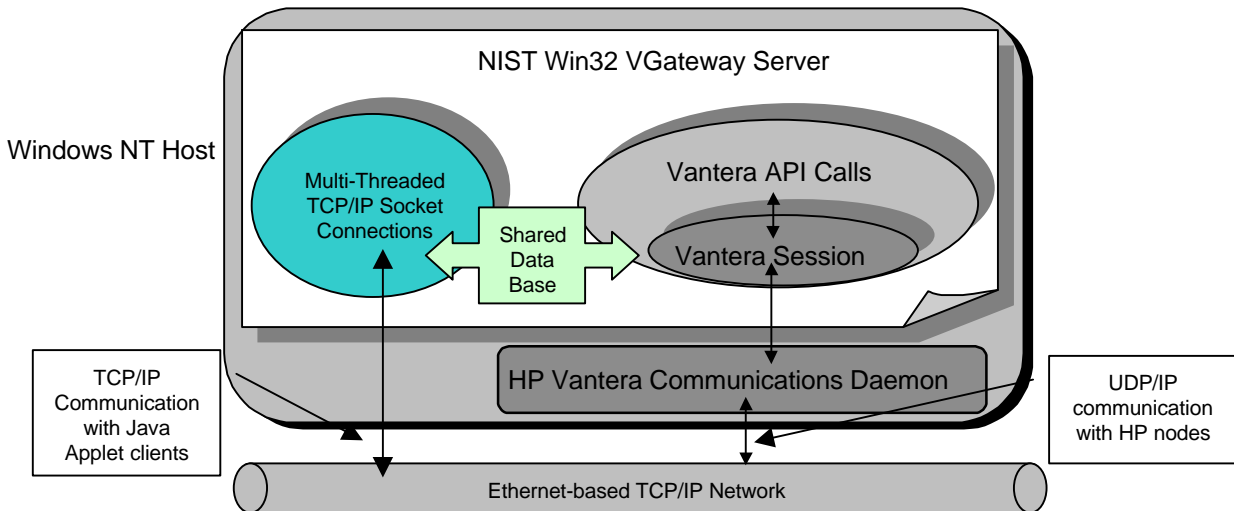 NIST Win32 VGateway Server
Windows NT Host
Multi-Threaded
TCP/IP Socket
Connections
Shared
Data
Base
Vantera API Calls
Vantera Session
HP Vantera Communications Daemon
TCP/IP
Communication
with Java
Applet clients
UDP/IP
communication
with HP nodes
Ethernet-based TCP/IP Network